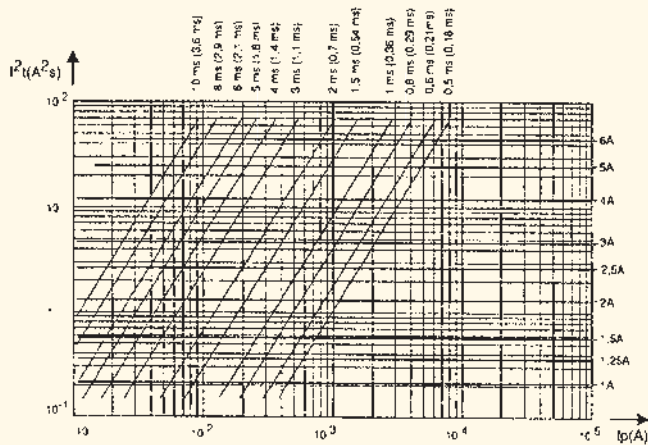 10 ms (3,6 ms)
8 ms (2,9 ms)
6 ms (2,1 ms)
5 ms (1,8 ms)
4 ms (1,4 ms)
3 ms (1,1 ms)
2 ms (0,7 ms)
1,5 ms (0,54 ms)
1 ms (0,36 ms)
0,8 ms (0,29 ms)
0,6 ms (0,21ms)
0,5 ms (0,18 ms)
I²t(A²s)
10²
6A
5A
4A
10
3A
2,5A
2A
1,5A
1,25A
1A
10⁻¹
10 10² 10³ 10⁴ 10⁵
Ip(A)